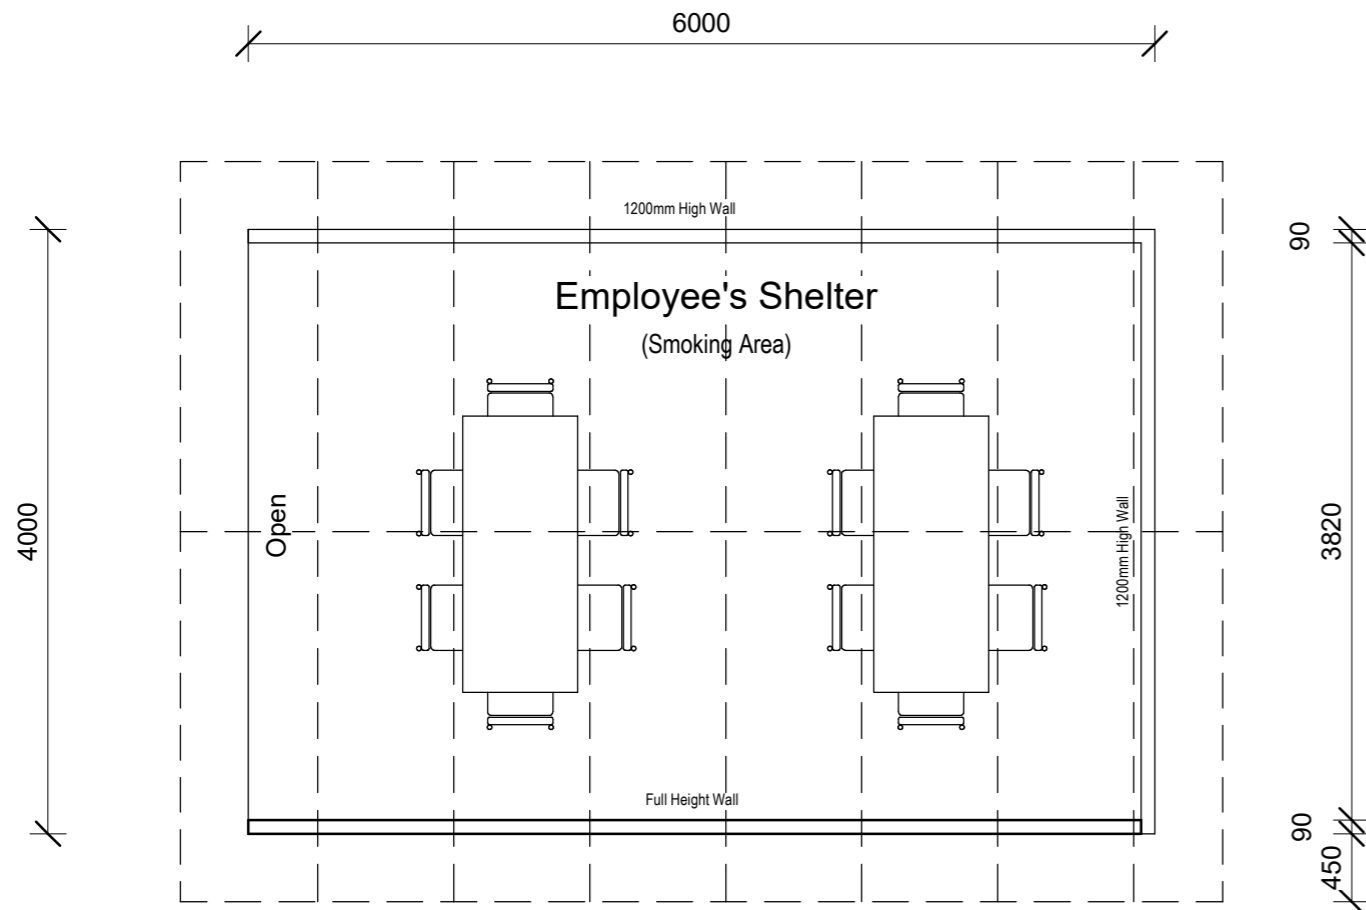 6000
1200mm High Wall
90
Employee's Shelter
(Smoking Area)
Open
4000
1200mm High Wall
3820
Full Height Wall
90
450